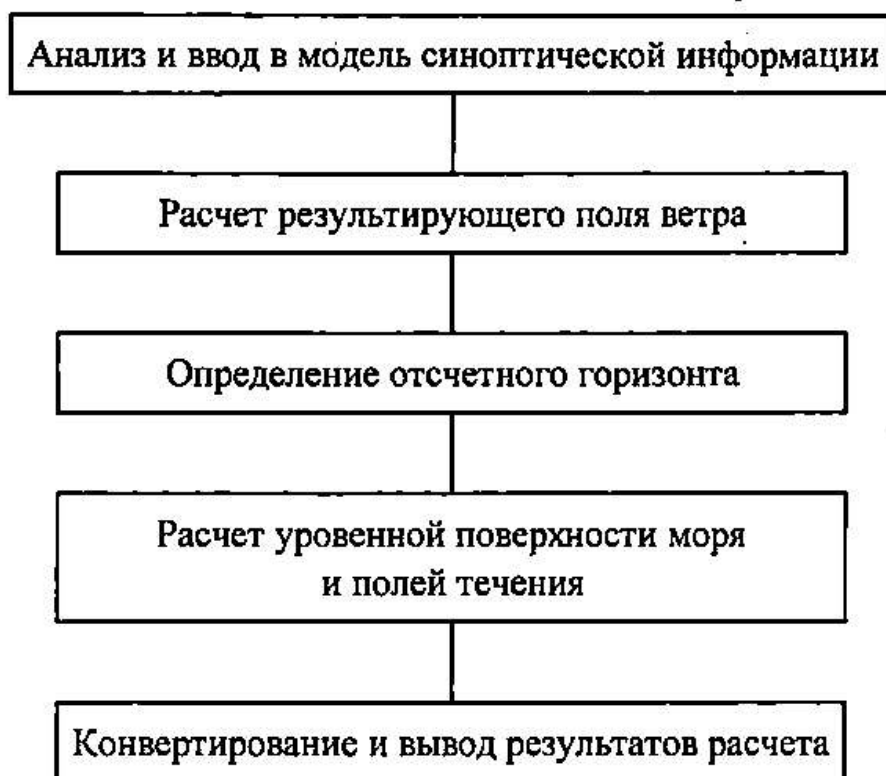 Анализ и ввод в модель синоптической информации
Расчет результирующего поля ветра
Определение отсчетного горизонта
Расчет уровенной поверхности моря
и полей течения
Конвертирование и вывод результатов расчета